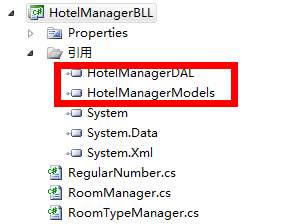 HotelManagerBLL
Properties
引用
HotelManagerDAL
HotelManagerModels
System
System.Data
System.Xml
RegularNumber.cs
RoomManager.cs
RoomTypeManager.cs